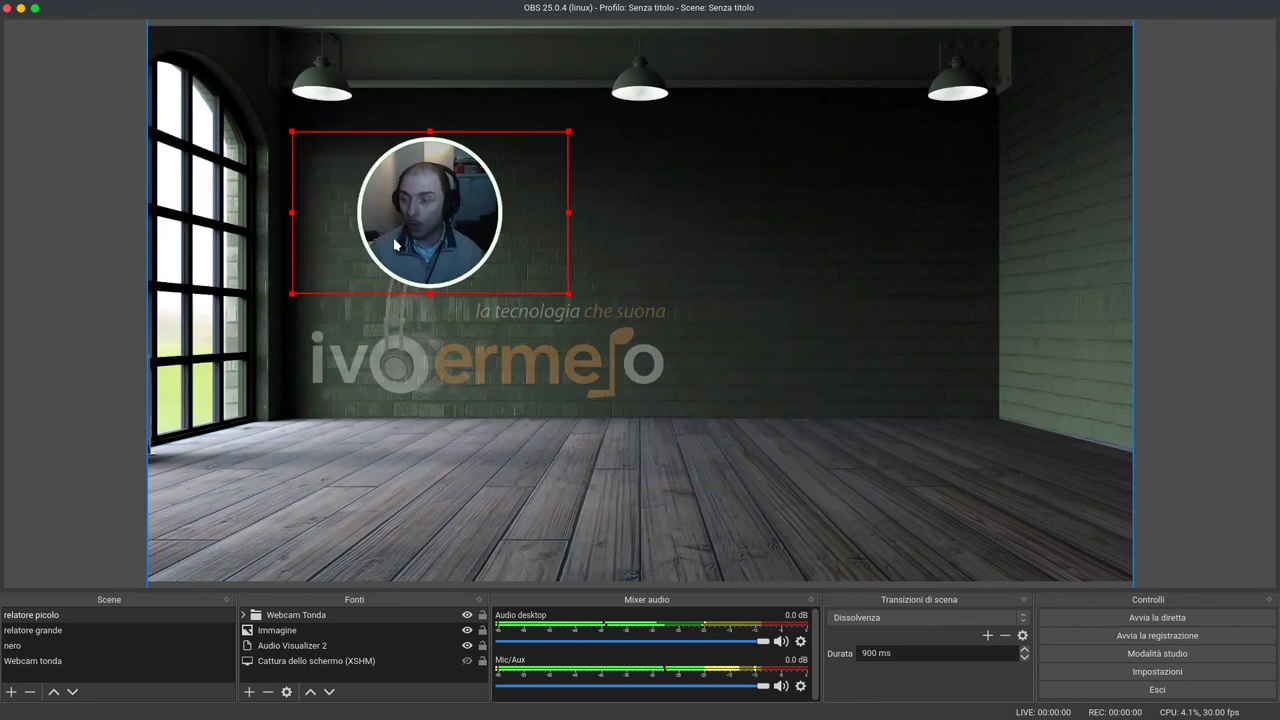 OBS 25.0.4 (linux) - Profilo: Senza titolo - Scene: Senza titolo
la tecnologia che suona
ivo ermejo
Scene
relatore picolo
relatore grande
nero
Webcam tonda
Fonti
Webcam Tonda
Immagine
Audio Visualizer 2
Cattura dello schermo (XSHM)
Mixer audio
Audio desktop
0.0 dB
Mic/Aux
0.0 dB
Transizioni di scena
Dissolvenza
Durata
900 ms
Controlli
Avvia la diretta
Avvia la registrazione
Modalità studio
Impostazioni
Esci
LIVE: 00:00:00
REC: 00:00:00
CPU: 4.1%, 30.00 fps